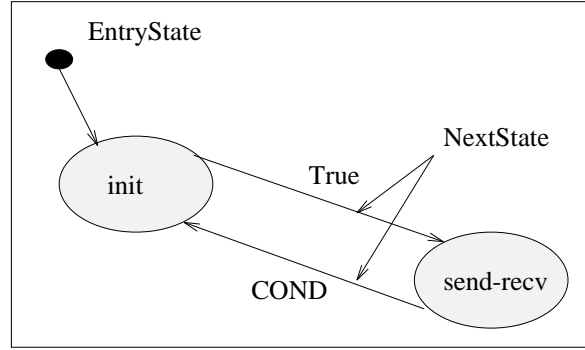 EntryState
NextState
True
init
COND
send-recv